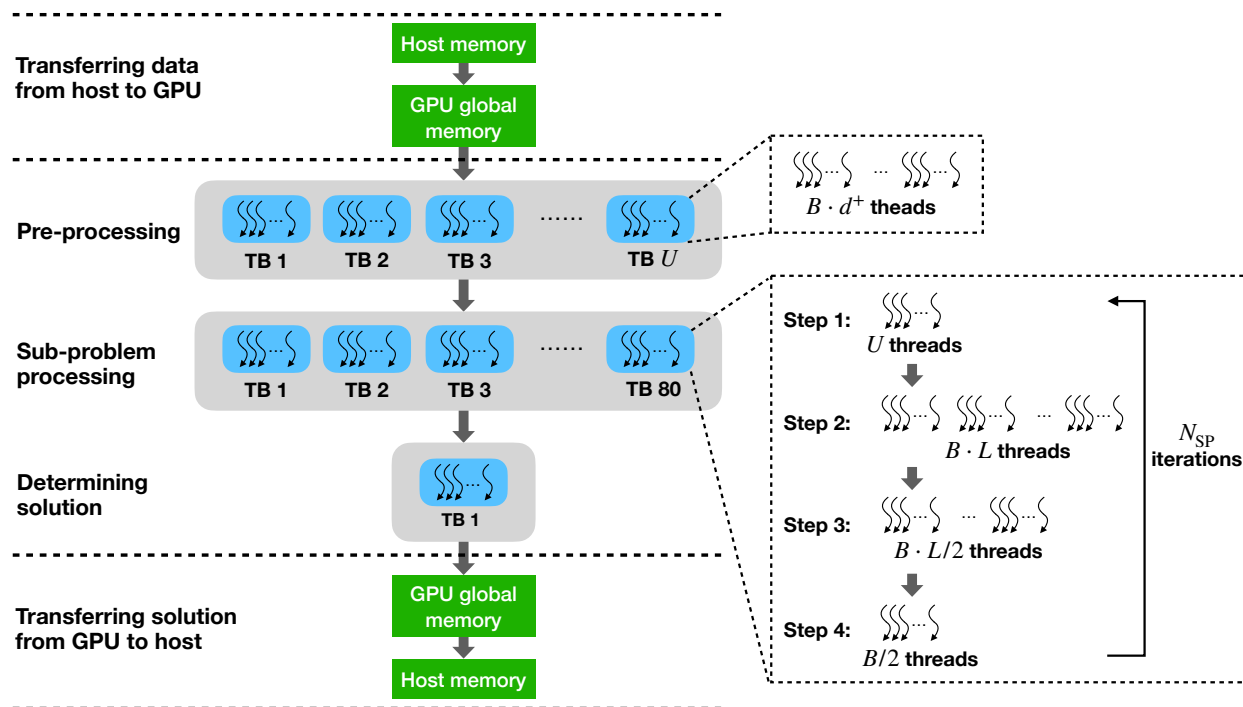 Transferring data
from host to GPU
Host memory
GPU global
memory
Pre-processing
TB 1
TB 2
TB 3
......
TB U
... ... ...
B · d⁺ theads
Sub-problem
processing
TB 1
TB 2
TB 3
......
TB 80
Step 1:
U threads
Step 2:
...
B · L threads
Step 3:
...
B · L/2 threads
Step 4:
B/2 threads
N_SP
iterations
Determining
solution
TB 1
Transferring solution
from GPU to host
GPU global
memory
Host memory